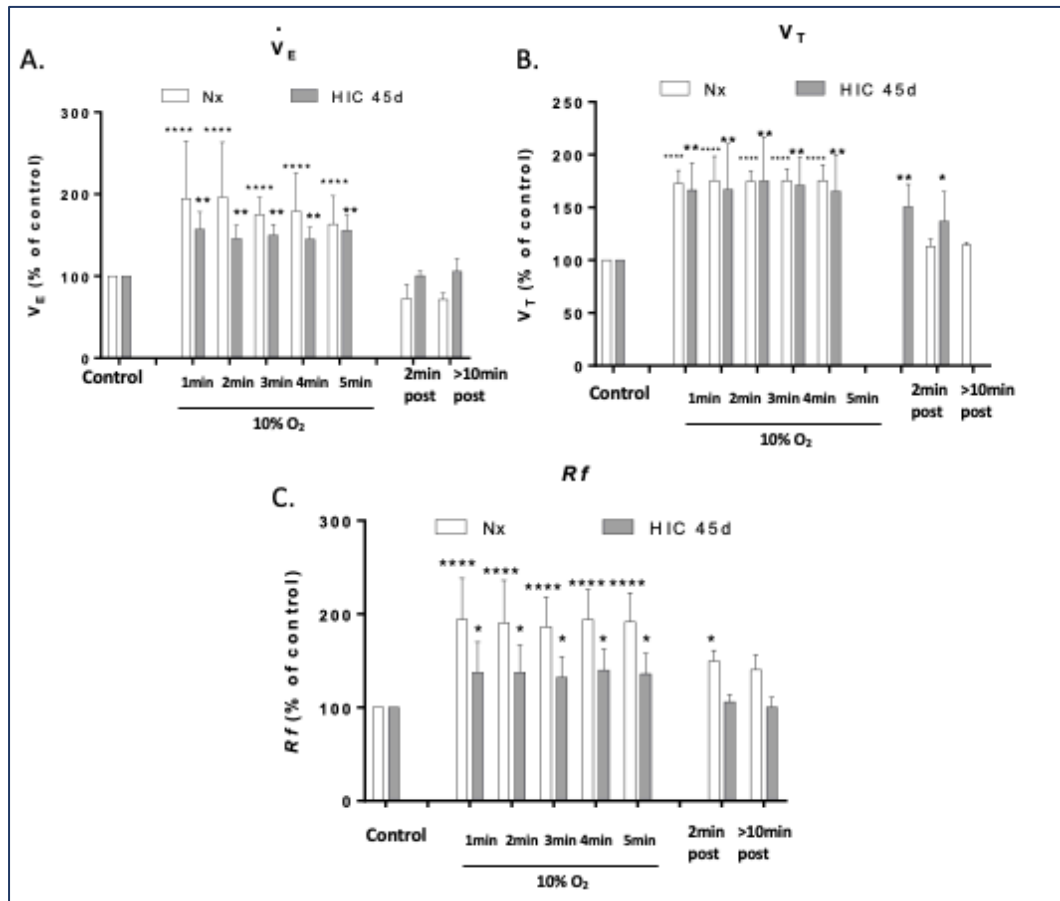 V̇ E
A.
Nx HIC 45d
V E (% of control)
300
200
100
0
**** **** **** **** ****
** ** ** ** **
Control
1min 2min 3min 4min 5min
10% O₂
2min post
>10min post
V T
B.
Nx HIC 45d
V T (% of control)
250
200
150
100
50
0
**** ** **** ** **** ** **** ** **** **
** *
Control
1min 2min 3min 4min 5min
10% O₂
2min post
>10min post
Rf
C.
Nx HIC 45d
Rf (% of control)
300
200
100
0
**** **** **** **** ****
* * * * *
*
Control
1min 2min 3min 4min 5min
10% O₂
2min post
>10min post